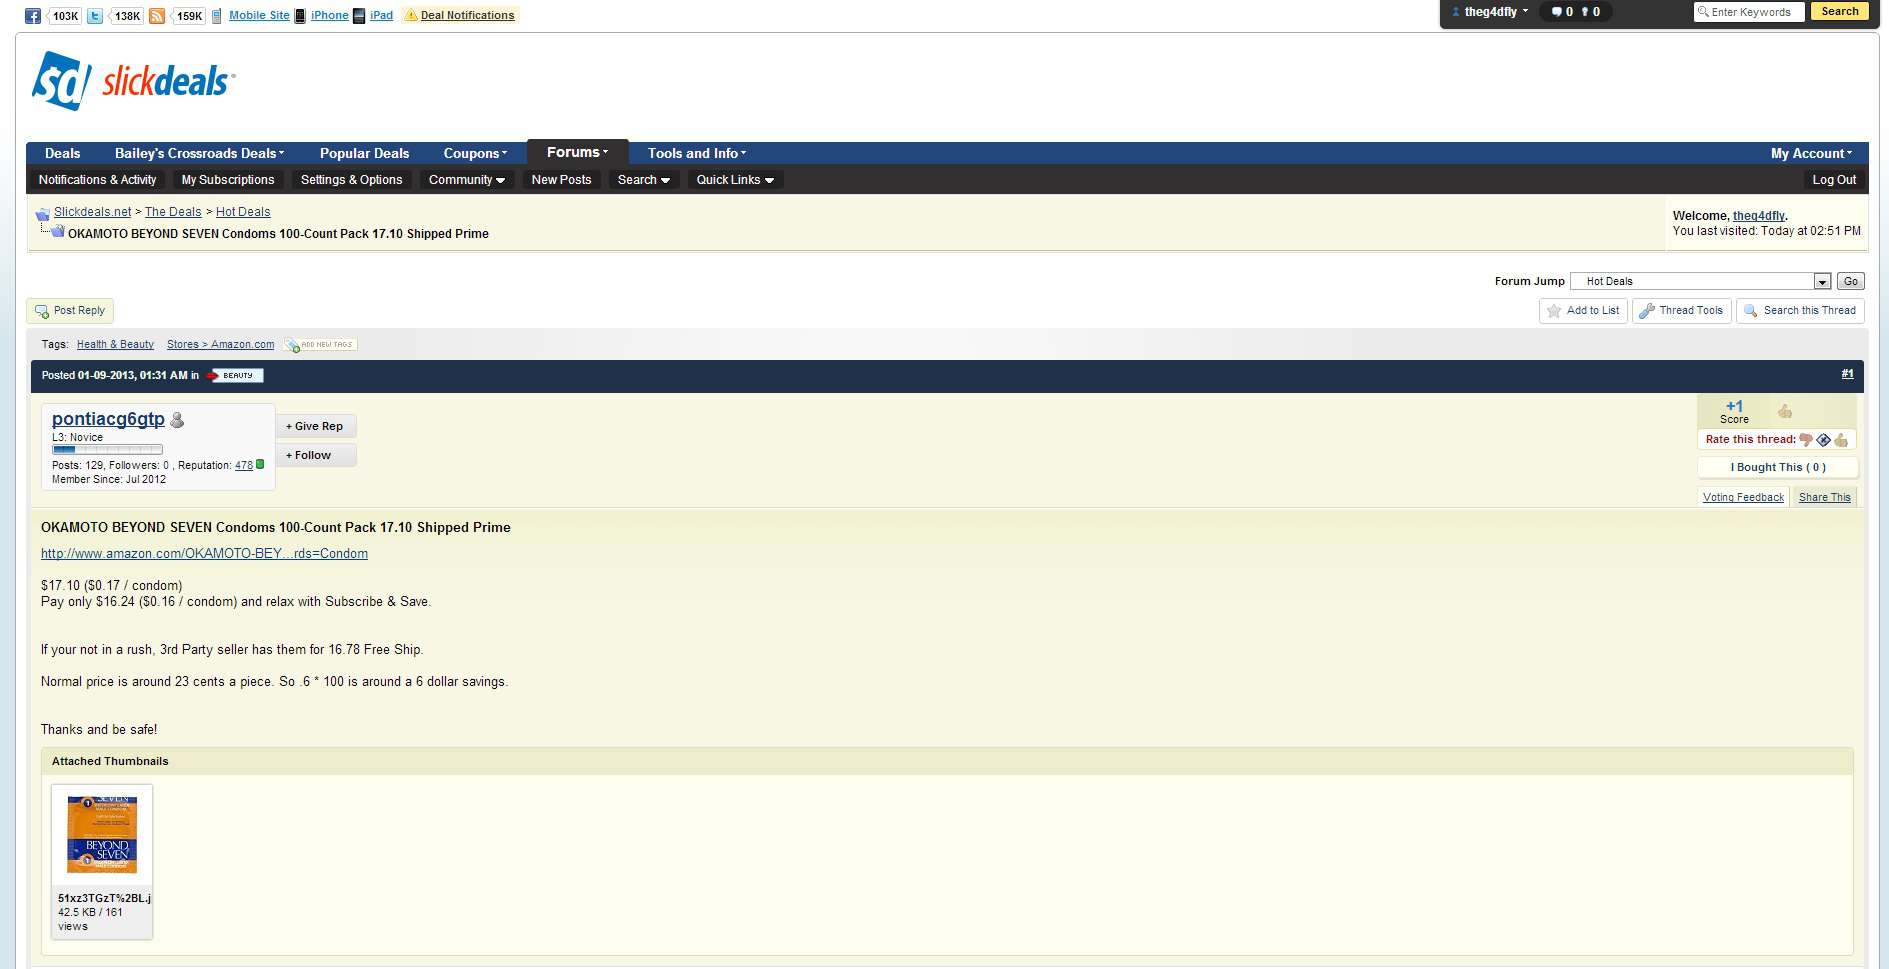 103K 138K 159K Mobile Site iPhone iPad Deal Notifications
theg4dfly 0 0 Enter Keywords Search
sd slickdeals
Deals Bailey's Crossroads Deals Popular Deals Coupons Forums Tools and Info My Account
Notifications & Activity My Subscriptions Settings & Options Community New Posts Search Quick Links Log Out
Slickdeals.net > The Deals > Hot Deals
OKAMOTO BEYOND SEVEN Condoms 100-Count Pack 17.10 Shipped Prime
Welcome, theg4dfly.
You last visited: Today at 02:51 PM
Forum Jump Hot Deals Go
Post Reply Add to List Thread Tools Search this Thread
Tags: Health & Beauty Stores > Amazon.com ADD NEW TAGS
Posted 01-09-2013, 01:31 AM in BEAUTY #1
pontiacg6gtp
L3: Novice
Posts: 129, Followers: 0 , Reputation: 478
Member Since: Jul 2012
+ Give Rep
+ Follow
+1
Score
Rate this thread:
I Bought This ( 0 )
Voting Feedback Share This
OKAMOTO BEYOND SEVEN Condoms 100-Count Pack 17.10 Shipped Prime
http://www.amazon.com/OKAMOTO-BEY...rds=Condom
$17.10 ($0.17 / condom)
Pay only $16.24 ($0.16 / condom) and relax with Subscribe & Save.
If your not in a rush, 3rd Party seller has them for 16.78 Free Ship.
Normal price is around 23 cents a piece. So .6 * 100 is around a 6 dollar savings.
Thanks and be safe!
Attached Thumbnails
SEVEN
1
BEYOND
SEVEN
51xz3TGzT%2BL.j
42.5 KB / 161
views